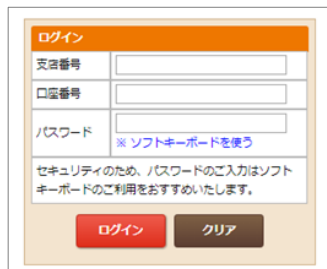 ログイン
支店番号
口座番号
パスワード
※ ソフトキーボードを使う
セキュリティのため、パスワードのご入力はソフト
キーボードのご利用をおすすめいたします。
ログイン
クリア